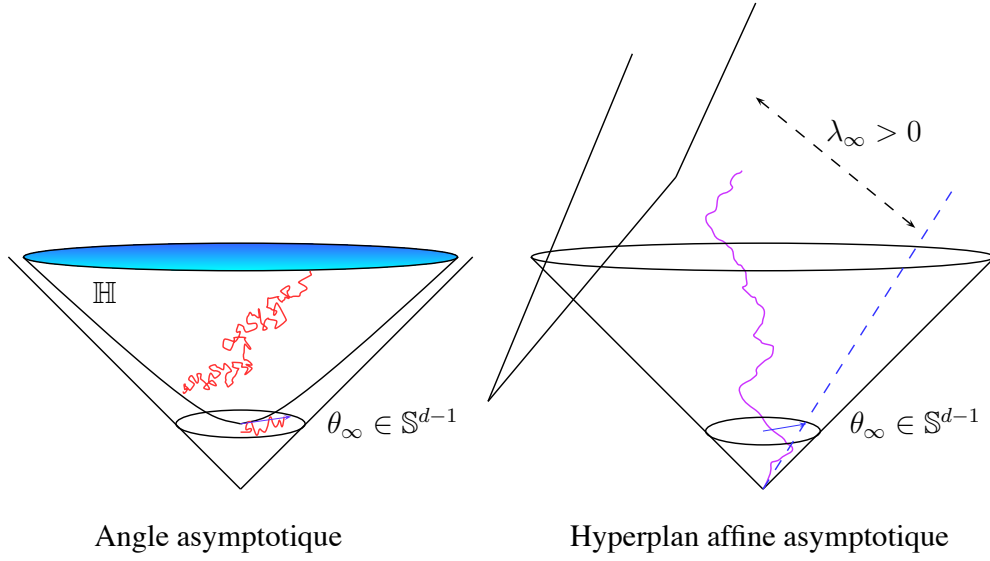 λ∞ > 0
ℍ
θ∞ ∈ 𝕊^{d−1}
θ∞ ∈ 𝕊^{d−1}
Angle asymptotique
Hyperplan affine asymptotique